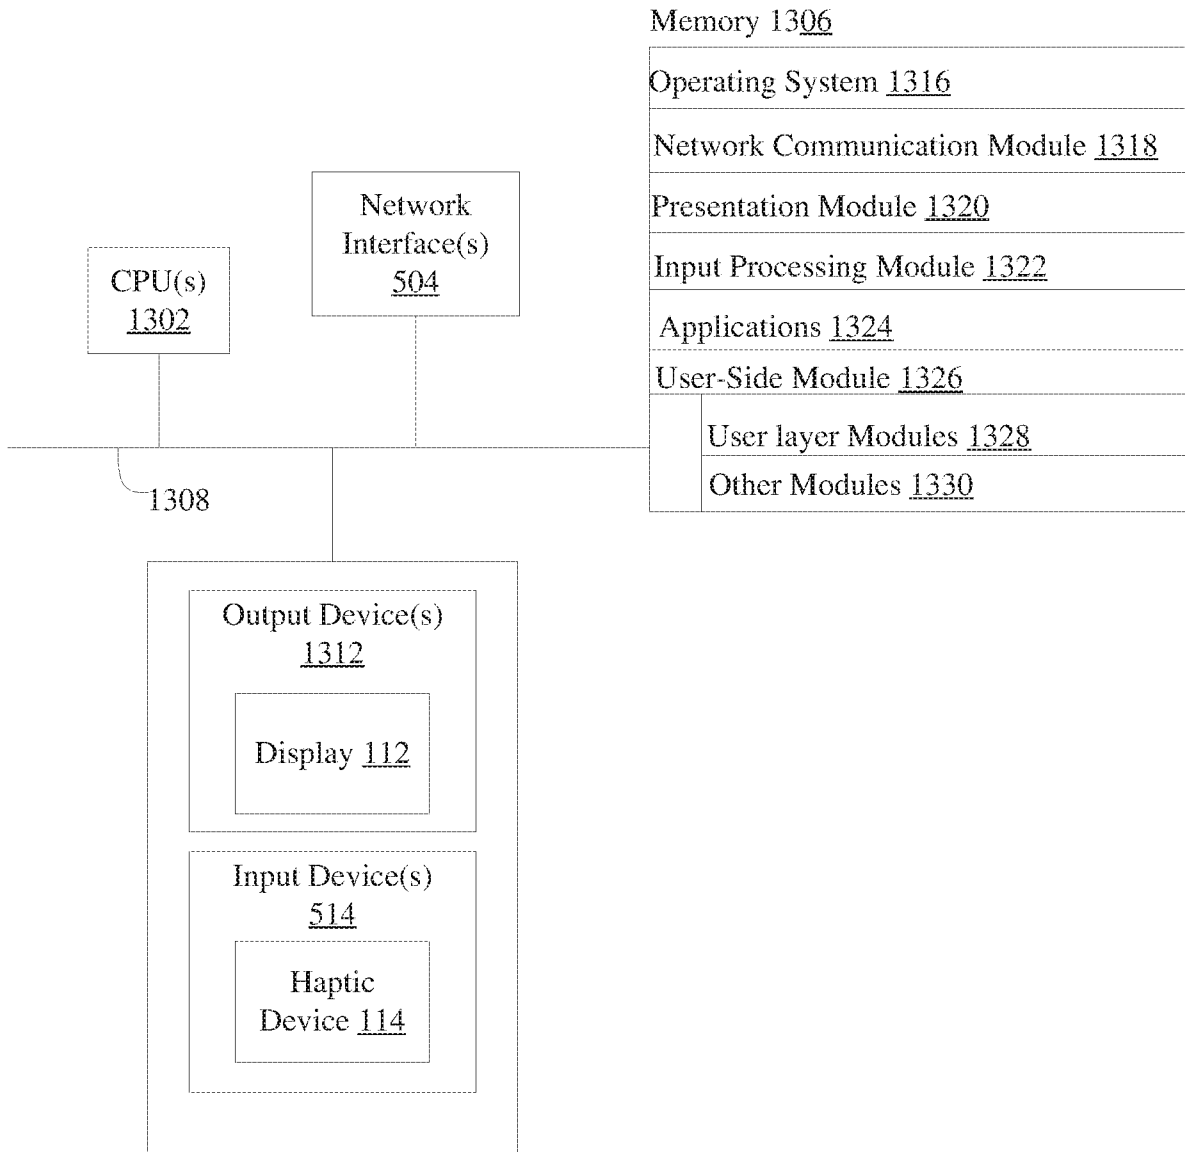 Memory 1306
Operating System 1316
Network Communication Module 1318
Presentation Module 1320
Input Processing Module 1322
Applications 1324
User-Side Module 1326
User layer Modules 1328
Other Modules 1330
Network
Interface(s)
504
CPU(s)
1302
1308
Output Device(s)
1312
Display 112
Input Device(s)
514
Haptic
Device 114